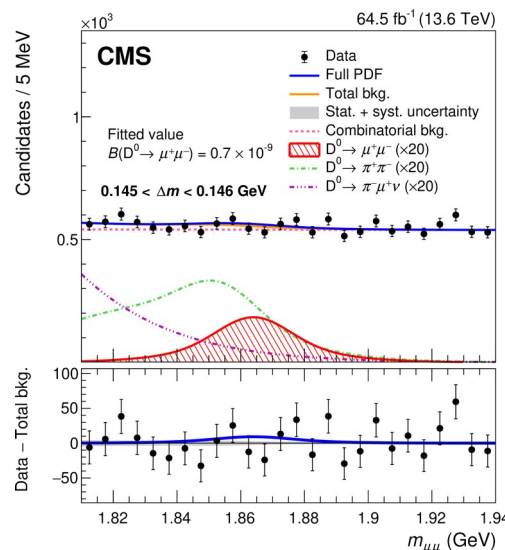 ×10³
64.5 fb⁻¹ (13.6 TeV)
CMS
Data
Full PDF
Total bkg.
Stat. + syst. uncertainty
Combinatorial bkg.
D⁰→ μ⁺μ⁻ (×20)
D⁰→ π⁺π⁻ (×20)
D⁰→ π⁻μ⁺ν (×20)
Fitted value
B(D⁰→ μ⁺μ⁻) = 0.7 × 10⁻⁹
0.145 < Δm < 0.146 GeV
Candidates / 5 MeV
1
0.5
Data − Total bkg.
100
50
0
−50
1.82 1.84 1.86 1.88 1.9 1.92 1.94
m_μμ (GeV)